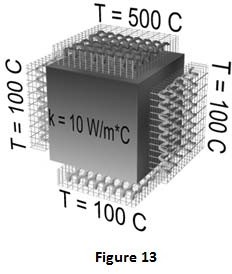 T = 500 C
T = 100 C
T = 100 C
k = 10 W/m*C
T = 100 C
Figure 13